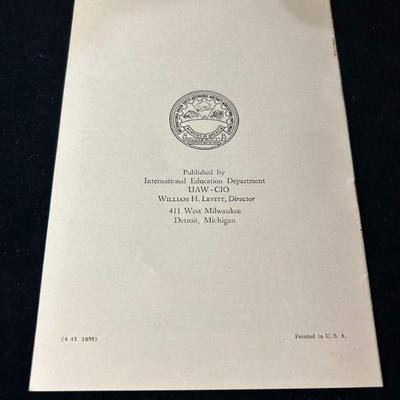 Published by
International Education Department
UAW-CIO
WILLIAM H. LEVITT, Director
411 West Milwaukee
Detroit, Michigan
(4 43 10M)
Printed in U. S. A.